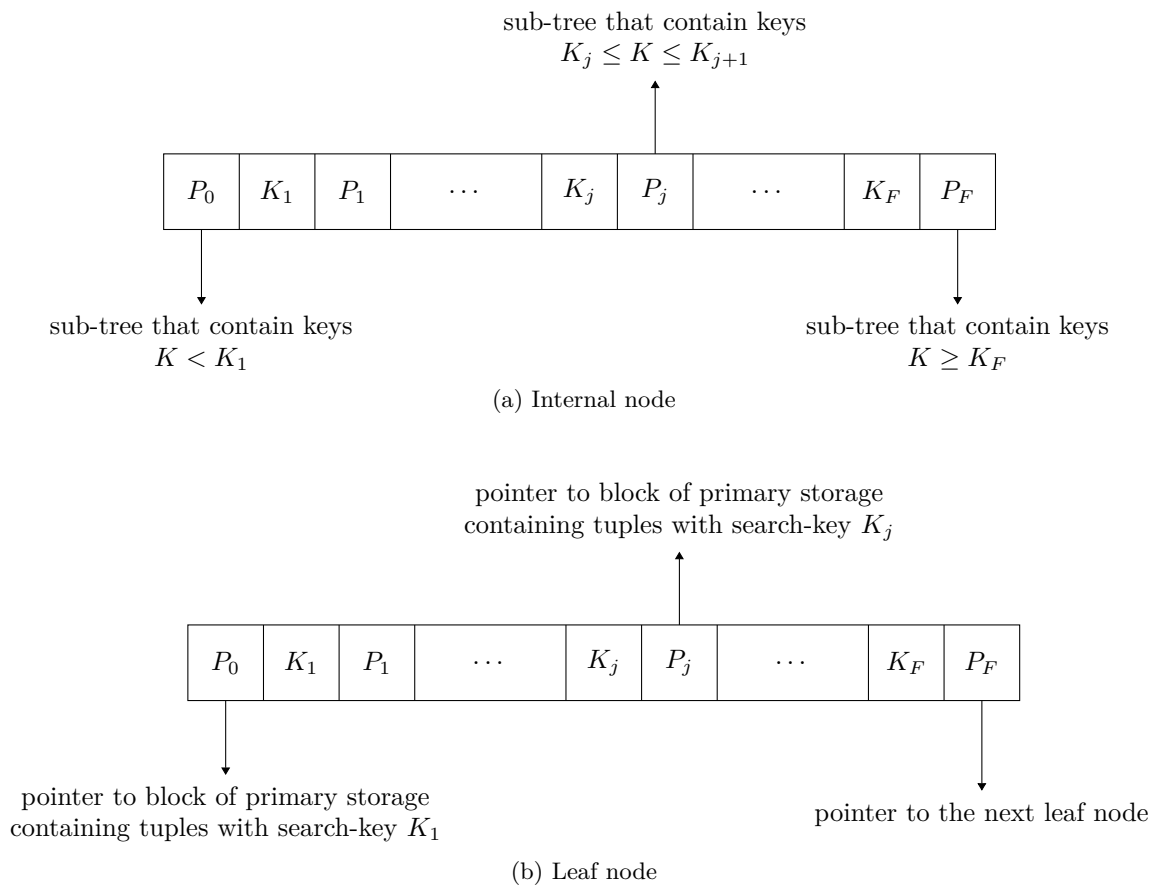 sub-tree that contain keys
K_j ≤ K ≤ K_{j+1}
P_0 K_1 P_1 ··· K_j P_j ··· K_F P_F
sub-tree that contain keys
K < K_1
sub-tree that contain keys
K ≥ K_F
(a) Internal node
pointer to block of primary storage
containing tuples with search-key K_j
P_0 K_1 P_1 ··· K_j P_j ··· K_F P_F
pointer to block of primary storage
containing tuples with search-key K_1
pointer to the next leaf node
(b) Leaf node